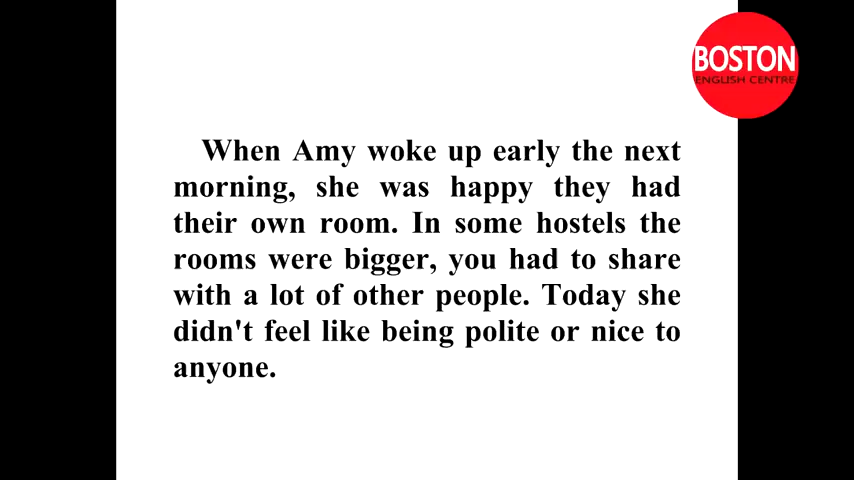 BOSTON
ENGLISH CENTRE
When Amy woke up early the next
morning, she was happy they had
their own room. In some hostels the
rooms were bigger, you had to share
with a lot of other people. Today she
didn't feel like being polite or nice to
anyone.